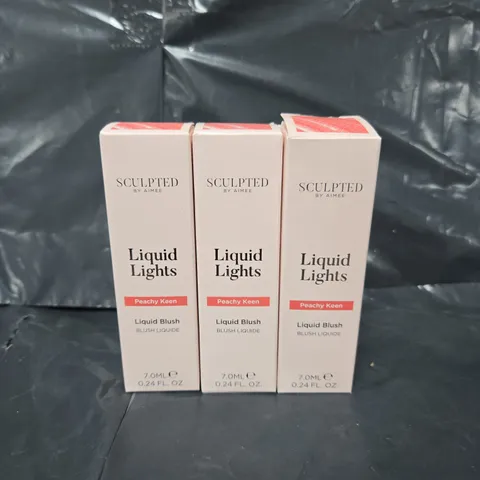 SCULPTED
BY AIMEE
Liquid
Lights
Peachy Keen
Liquid Blush
BLUSH LIQUIDE
7.0ML℮
0.24 FL. OZ
SCULPTED
BY AIMEE
Liquid
Lights
Peachy Keen
Liquid Blush
BLUSH LIQUIDE
7.0ML℮
0.24 FL. OZ
SCULPTED
BY AIMEE
Liquid
Lights
Peachy Keen
Liquid Blush
BLUSH LIQUIDE
7.0ML℮
0.24 FL. OZ